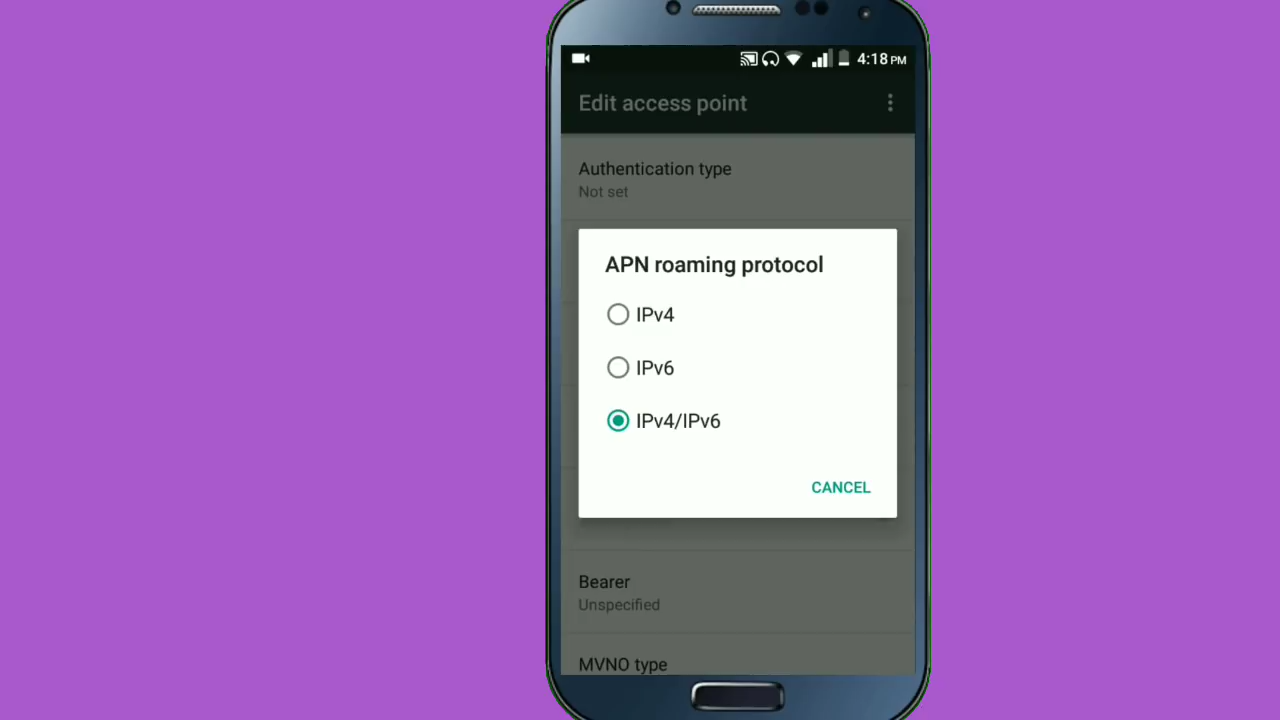 4:18 PM
Edit access point
Authentication type
Not set
APN roaming protocol
IPv4
IPv6
IPv4/IPv6
CANCEL
Bearer
Unspecified
MVNO type